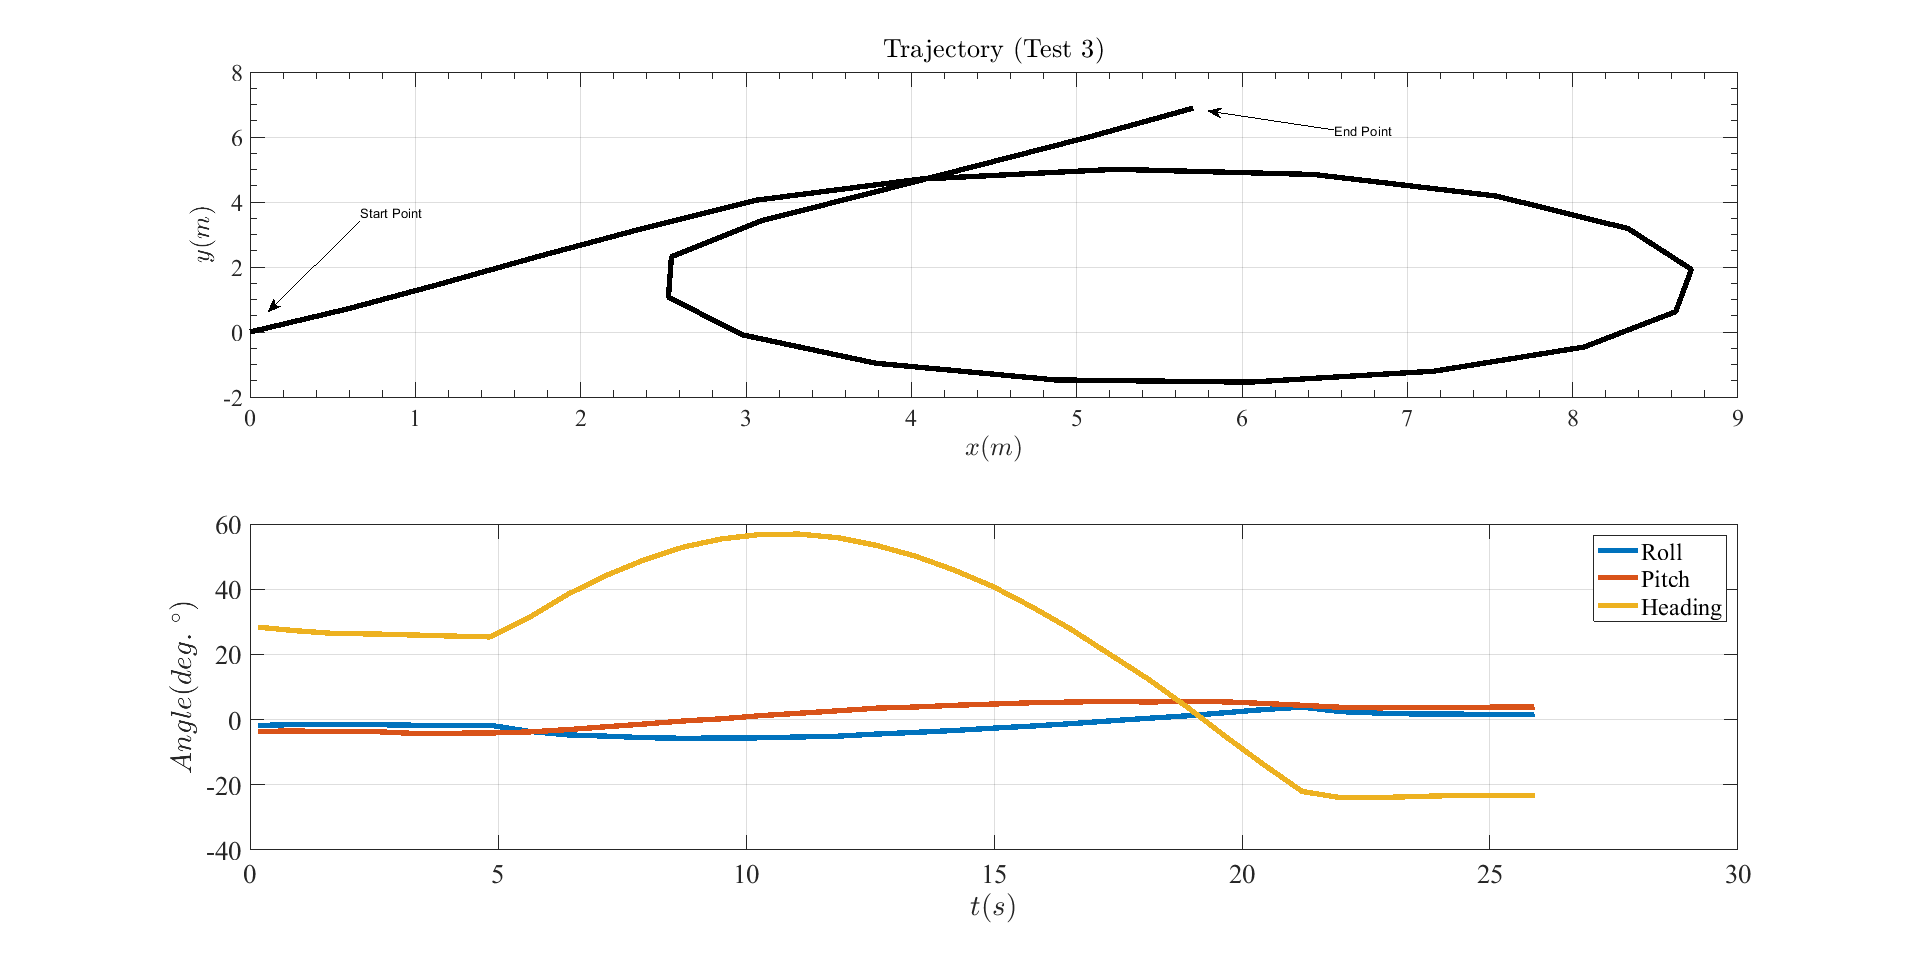 Trajectory (Test 3)
8
6
4
2
0
-2
y(m)
Start Point
End Point
0 1 2 3 4 5 6 7 8 9
x(m)
60
40
20
0
-20
-40
Angle(deg. °)
Roll
Pitch
Heading
0 5 10 15 20 25 30
t(s)